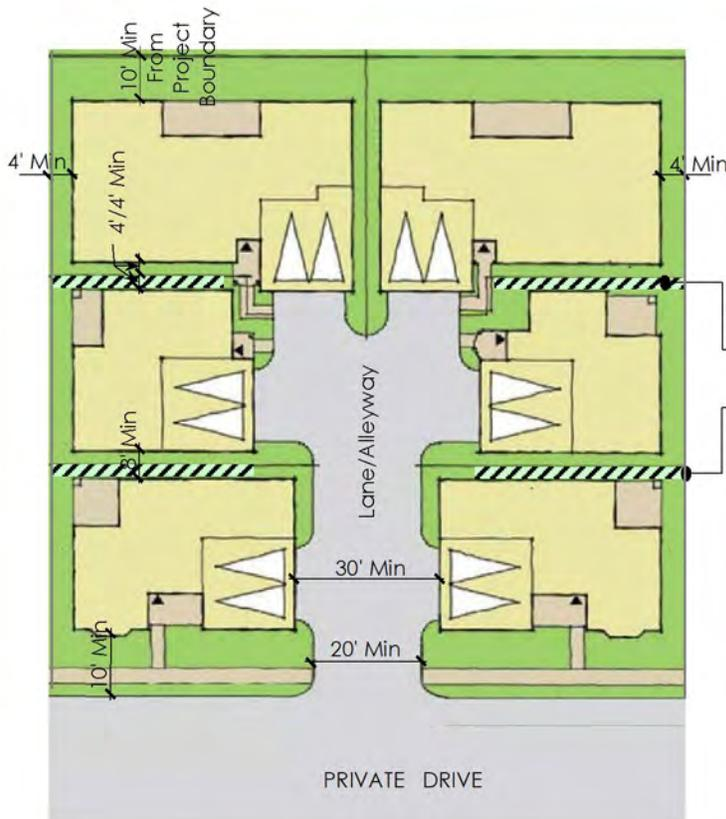 10' Min
From
Project
Boundary
4' Min
4' Min
4'/4' Min
Lane/Alleyway
8' Min
30' Min
20' Min
10' Min
PRIVATE DRIVE